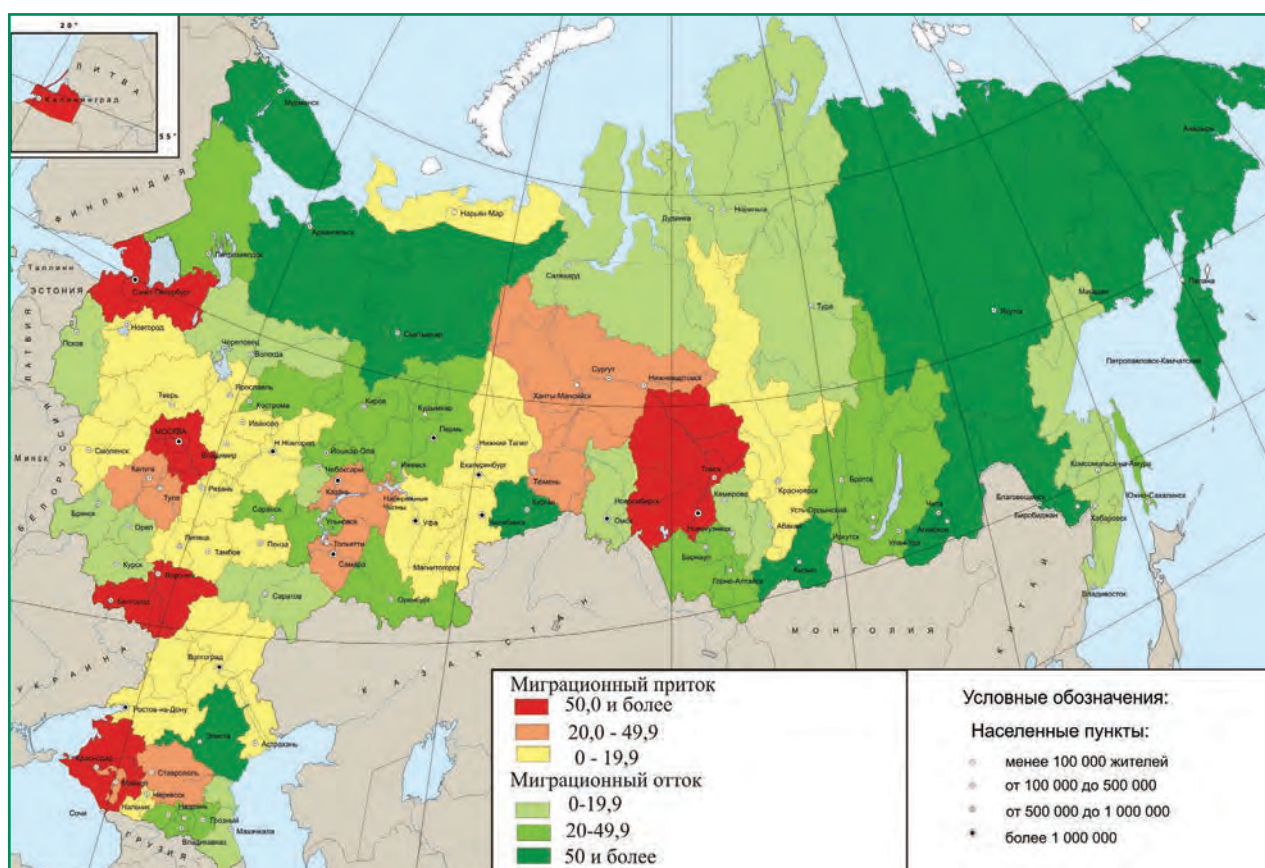 20°
ЛИТВА
Калининград
55°
Мурманск
Анадырь
ФИНЛЯНДИЯ
Нарьян-Мар
Дудинка
Норильск
Архангельск
Петрозаводск
Салехард
Таллинн
ЭСТОНИЯ
Санкт-Петербург
Тура
Магадан
Палана
Якутск
Новгород
Сыктывкар
ЛАТВИЯ
Псков
Череповец
Вологда
Петропавловск-Камчатский
Сургут
Нижневартовск
Ярославль
Тверь
Кострома
Киров
Кудымкар
Ханты-Мансийск
Иваново
Пермь
МОСКВА
Н.Новгород
Нижний Тагил
Минск
Смоленск
Владимир
Йошкар-Ола
Екатеринбург
Комсомольск-на-Амуре
БЕЛОРУССИЯ
Калуга
Чебоксары
Ижевск
Тюмень
Томск
Красноярск
Братск
Тула
Рязань
Казань
Набережные Челны
Курган
Новосибирск
Кемерово
Благовещенск
Южно-Сахалинск
Брянск
Саранск
Ульяновск
Уфа
Челябинск
Омск
Новокузнецк
Абакан
Усть-Ордынский
Чита
Биробиджан
Хабаровск
Орел
Липецк
Пенза
Тольятти
Барнаул
Иркутск
Улан-Удэ
Агинское
Тамбов
Самара
Магнитогорск
Кызыл
Курск
Воронеж
Горно-Алтайск
Белгород
Саратов
Оренбург
Владивосток
УКРАИНА
КАЗАХСТАН
МОНГОЛИЯ
КИТАЙ
Волгоград
Ростов-на-Дону
Элиста
Астрахань
Краснодар
Ставрополь
Майкоп
Черкесск
Сочи
Нальчик
Назрань
Грозный
Владикавказ
Махачкала
ГРУЗИЯ
Миграционный приток
50,0 и более
20,0 - 49,9
0 - 19,9
Миграционный отток
0-19,9
20-49,9
50 и более
Условные обозначения:
Населенные пункты:
менее 100 000 жителей
от 100 000 до 500 000
от 500 000 до 1 000 000
более 1 000 000